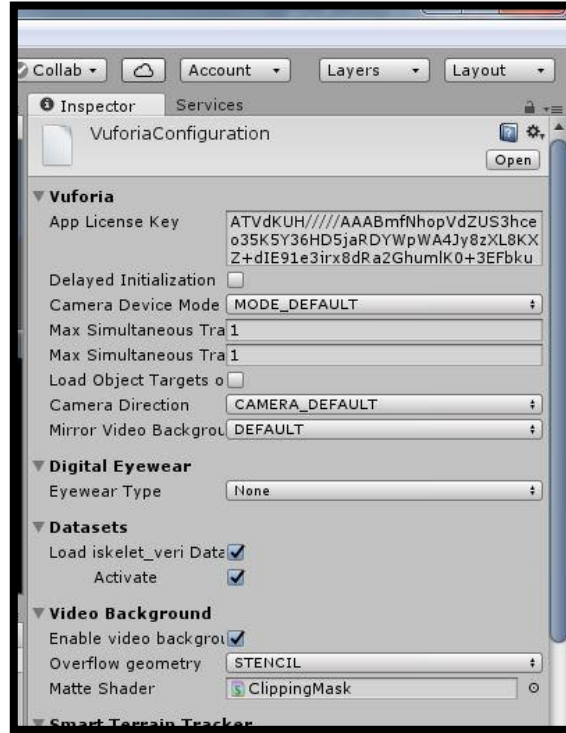 Collab Account Layers Layout
Inspector Services
VuforiaConfiguration
Open
Vuforia
App License Key ATVdKUH/////AAABmfNhopVdZUS3hce
o35K5Y36HD5jaRDYWpWA4Jy8zXL8KX
Z+dIE91e3irx8dRa2GhumlK0+3EFbku
Delayed Initialization
Camera Device Mode MODE_DEFAULT
Max Simultaneous Tra 1
Max Simultaneous Tra 1
Load Object Targets o
Camera Direction CAMERA_DEFAULT
Mirror Video Backgrou DEFAULT
Digital Eyewear
Eyewear Type None
Datasets
Load iskelet_veri Data
Activate
Video Background
Enable video backgrou
Overflow geometry STENCIL
Matte Shader ClippingMask
Smart Terrain Tracker